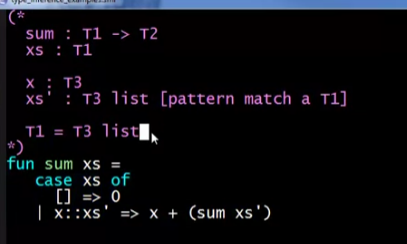 type_inference_examples.sml
(*
sum : T1 -> T2
xs : T1
x : T3
xs' : T3 list [pattern match a T1]
T1 = T3 list
*)
fun sum xs =
case xs of
[] => 0
| x::xs' => x + (sum xs')